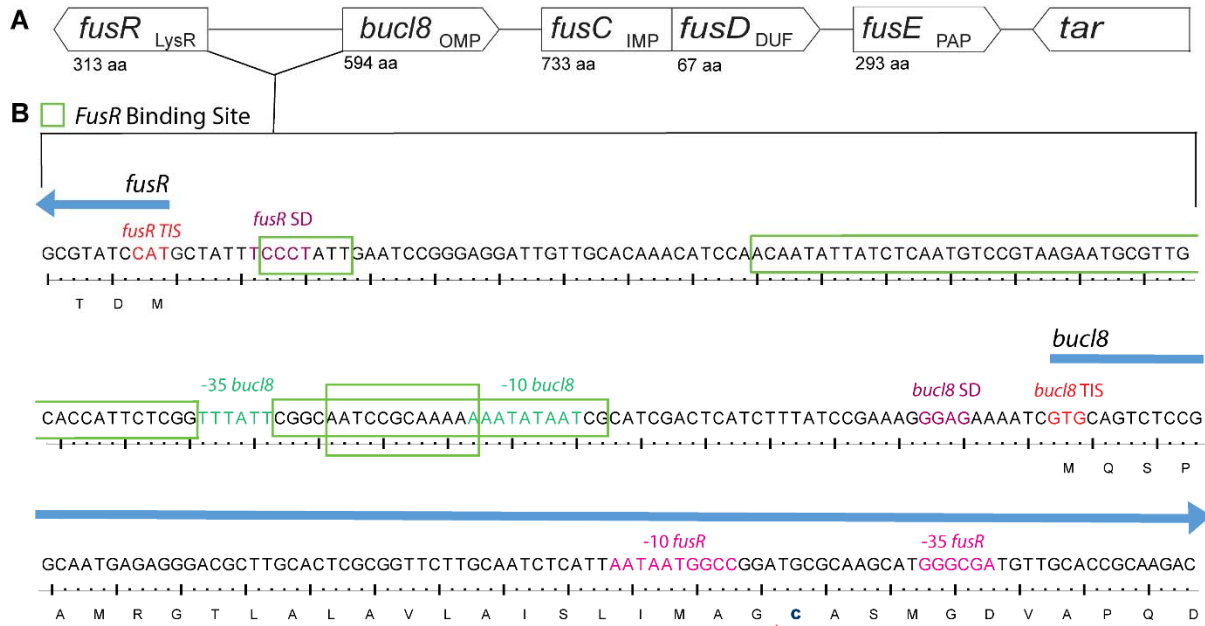 A
fusR LysR bucl8 OMP fusC IMP fusD DUF fusE PAP tar
313 aa 594 aa 733 aa 67 aa 293 aa
B FusR Binding Site
fusR
fusR TIS fusR SD
GCGTATCCATGCTATTTCCCTATTGAATCCGGGAGGATTGTTGCACAAACATCCAACAATATTATCTCAATGTCCGTAAGAATGCGTTG
T D M
bucl8
-35 bucl8 -10 bucl8 bucl8 SD bucl8 TIS
CACCATTCTCGGTTTATTCGGCAATCCGCAAAAAAATATAATCGCATCGACTCATCTTTATCCGAAAGGGAGAAAATCGTGCAGTCTCCG
M Q S P
-10 fusR -35 fusR
GCAATGAGAGGGACGCTTGCACTCGCGGTTCTTGCAATCTCATTAATAATGGCCGGATGCGCAAGCATGGGCGATGTTGCACCGCAAGAC
A M R G T L A L A V L A I S L I M A G C A S M G D V A P Q D